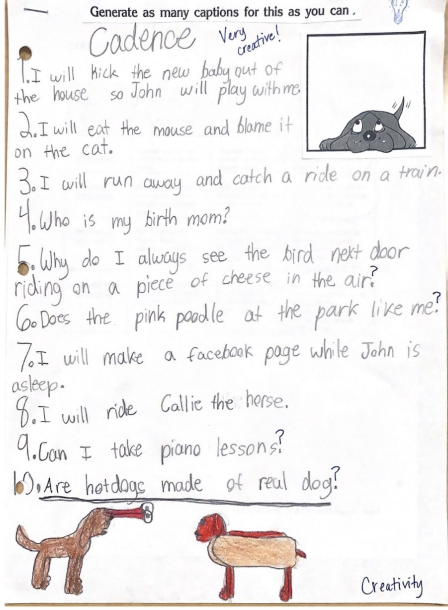 Generate as many captions for this as you can.
Cadence
Very
creative!
1. I will kick the new baby out of
the house so John will play with me.
2. I will eat the mouse and blame it
on the cat.
3. I will run away and catch a ride on a train.
4. Who is my birth mom?
5. Why do I always see the bird next door
riding on a piece of cheese in the air?
6. Does the pink poodle at the park like me?
7. I will make a facebook page while John is
asleep.
8. I will ride Callie the horse.
9. Can I take piano lessons?
10. Are hotdogs made of real dog?
Creativity